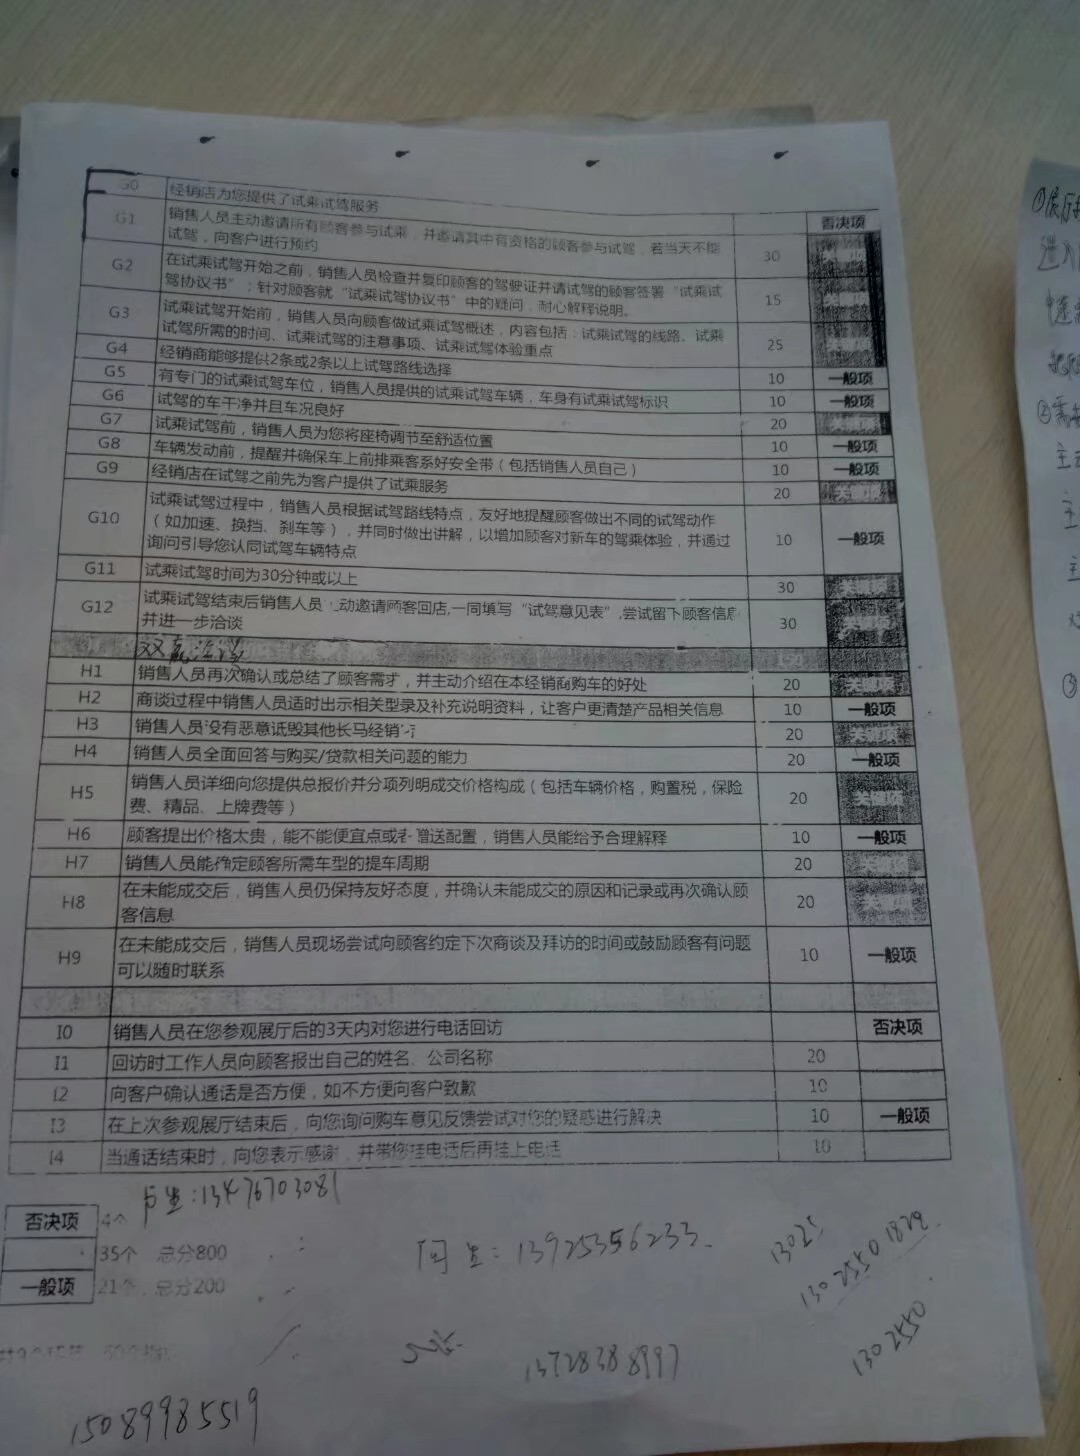 G0 经销店为您提供了试乘试驾服务 否决项
G1 销售人员主动邀请所有顾客参与试乘，并邀请其中有资格的顾客参与试驾，若当天不能
试驾，向客户进行预约 30
G2 在试乘试驾开始之前，销售人员检查并复印顾客的驾驶证并请试驾的顾客签署“试乘试
驾协议书”；针对顾客就“试乘试驾协议书”中的疑问，耐心解释说明。 15
G3 试乘试驾开始前，销售人员向顾客做试乘试驾概述，内容包括：试乘试驾的线路、试乘
试驾所需的时间、试乘试驾的注意事项、试乘试驾体验重点 25
G4 经销商能够提供2条或2条以上试驾路线选择 10 一般项
G5 有专门的试乘试驾车位，销售人员提供的试乘试驾车辆，车身有试乘试驾标识 10 一般项
G6 试驾的车干净并且车况良好 20 关键项
G7 试乘试驾前，销售人员为您将座椅调节至舒适位置 10 一般项
G8 车辆发动前，提醒并确保车上前排乘客系好安全带（包括销售人员自己） 10 一般项
G9 经销店在试驾之前先为客户提供了试乘服务 20 关键项
G10 试乘试驾过程中，销售人员根据试驾路线特点，友好地提醒顾客做出不同的试驾动作
（如加速、换挡、刹车等），并同时做出讲解，以增加顾客对新车的驾乘体验，并通过
询问引导您认同试驾车辆特点 10 一般项
G11 试乘试驾时间为30分钟或以上 30 关键项
G12 试乘试驾结束后销售人员 动邀请顾客回店,一同填写“试驾意见表”,尝试留下顾客信息
并进一步洽谈 30 关键项
双赢洽谈
H1 销售人员再次确认或总结了顾客需求，并主动介绍在本经销商购车的好处 20 关键项
H2 商谈过程中销售人员适时出示相关型录及补充说明资料，让客户更清楚产品相关信息 10 一般项
H3 销售人员没有恶意诋毁其他长马经销 20 关键项
H4 销售人员全面回答与购买/贷款相关问题的能力 20 一般项
H5 销售人员详细向您提供总报价并分项列明成交价格构成（包括车辆价格，购置税，保险
费、精品、上牌费等） 20 关键项
H6 顾客提出价格太贵，能不能便宜点或者增送配置，销售人员能给予合理解释 10 一般项
H7 销售人员能确定顾客所需车型的提车周期 20 关键项
H8 在未能成交后，销售人员仍保持友好态度，并确认未能成交的原因和记录或再次确认顾
客信息 20 关键项
H9 在未能成交后，销售人员现场尝试向顾客约定下次商谈及拜访的时间或鼓励顾客有问题
可以随时联系 10 一般项
I0 销售人员在您参观展厅后的3天内对您进行电话回访 否决项
I1 回访时工作人员向顾客报出自己的姓名、公司名称 20
I2 向客户确认通话是否方便，如不方便向客户致歉 10
I3 在上次参观展厅结束后，向您询问购车意见反馈尝试对您的疑惑进行解决 10 一般项
I4 当通话结束时，向您表示感谢，并带您挂电话后再挂上电话 10
生:13476703081
否决项 4个
35个 总分800
一般项 21个 总分200
生: 13925356233
13025
13025501829
1302550
13728388997
15089985519
①
进入
②需
主
主
③